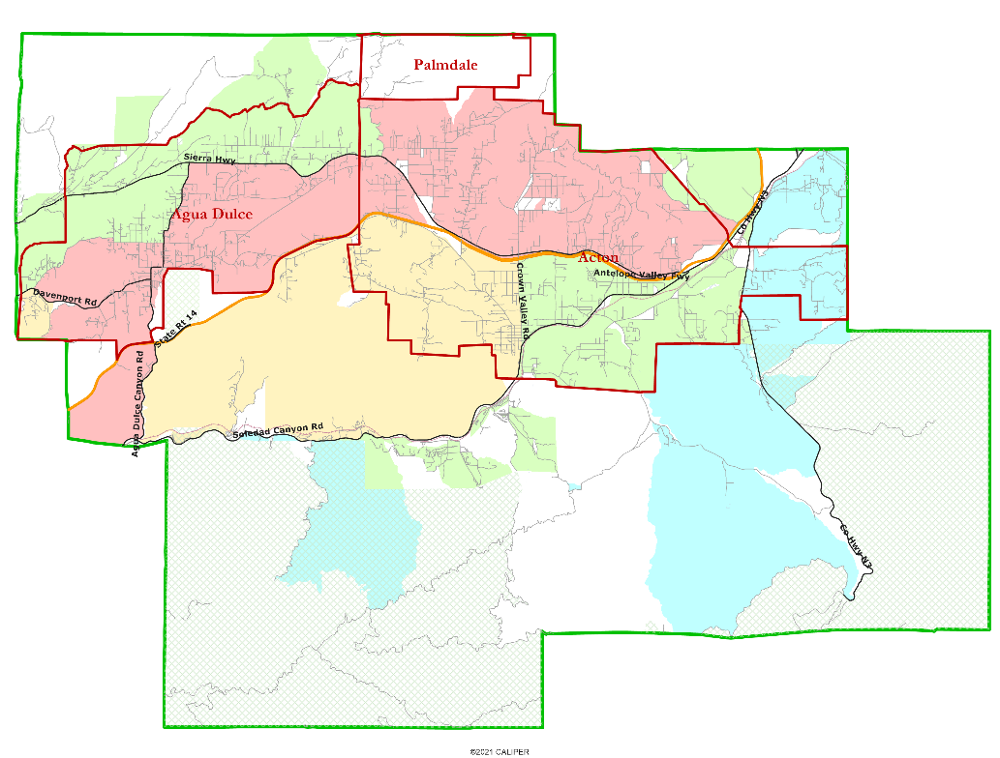 Palmdale
Sierra Hwy
Agua Dulce
Co Hwy N3
Acton
Antelope Valley Fwy
Davenport Rd
Crown Valley Rd
State Rt 14
Agua Dulce Canyon Rd
Soledad Canyon Rd
Co Hwy N3
©2021 CALIPER